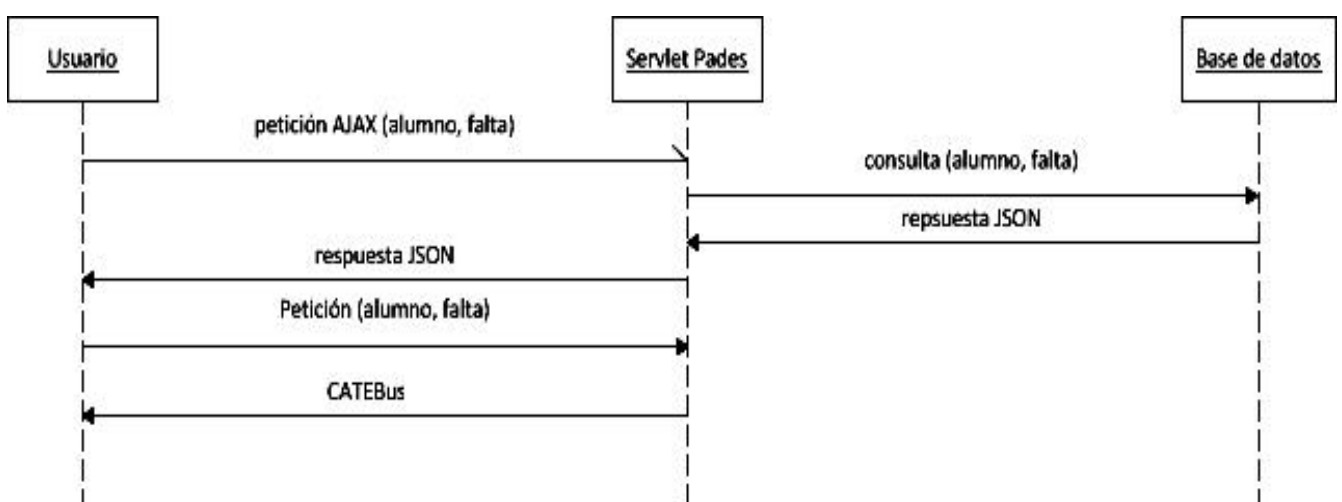 Usuario
Servlet Pades
Base de datos
petición AJAX (alumno, falta)
consulta (alumno, falta)
repsuesta JSON
respuesta JSON
Petición (alumno, falta)
CATEBus